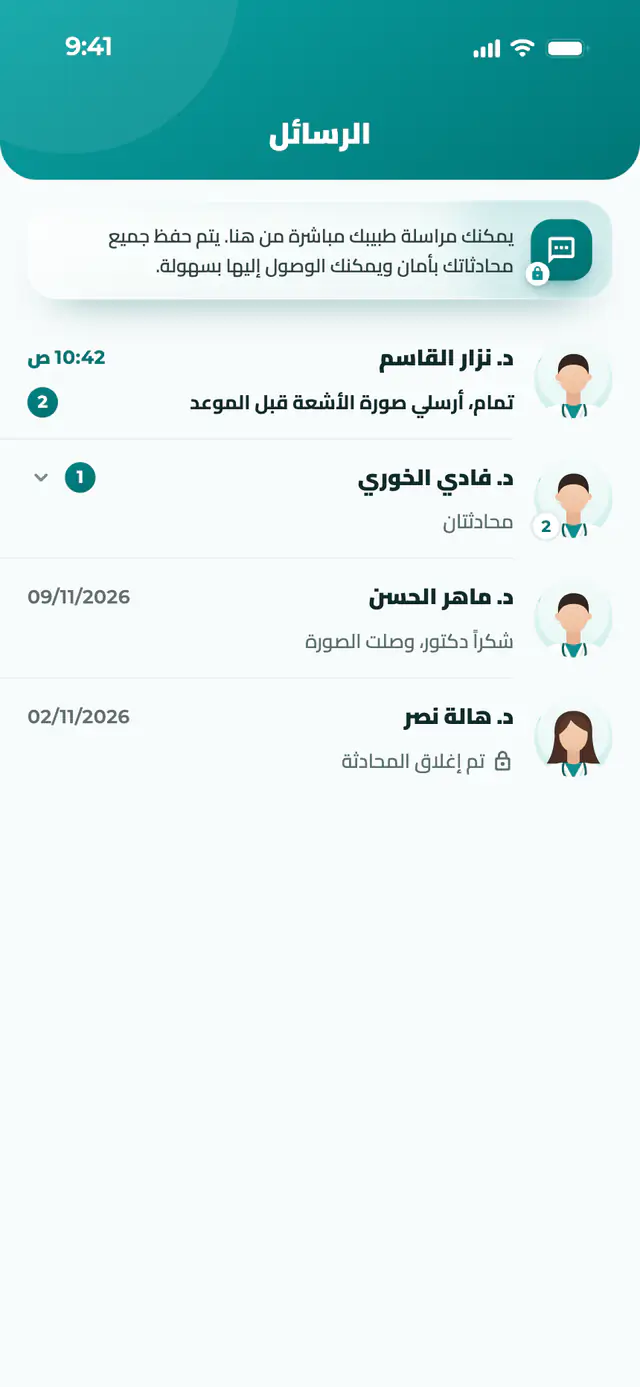 9:41
الرسائل
يمكنك مراسلة طبيبك مباشرة من هنا. يتم حفظ جميع
محادثاتك بأمان ويمكنك الوصول إليها بسهولة.
د. نزار القاسم
10:42 ص
تمام، أرسلي صورة الأشعة قبل الموعد
2
د. فادي الخوري
1
2
محادثتان
د. ماهر الحسن
09/11/2026
شكراً دكتور، وصلت الصورة
د. هالة نصر
02/11/2026
تم إغلاق المحادثة